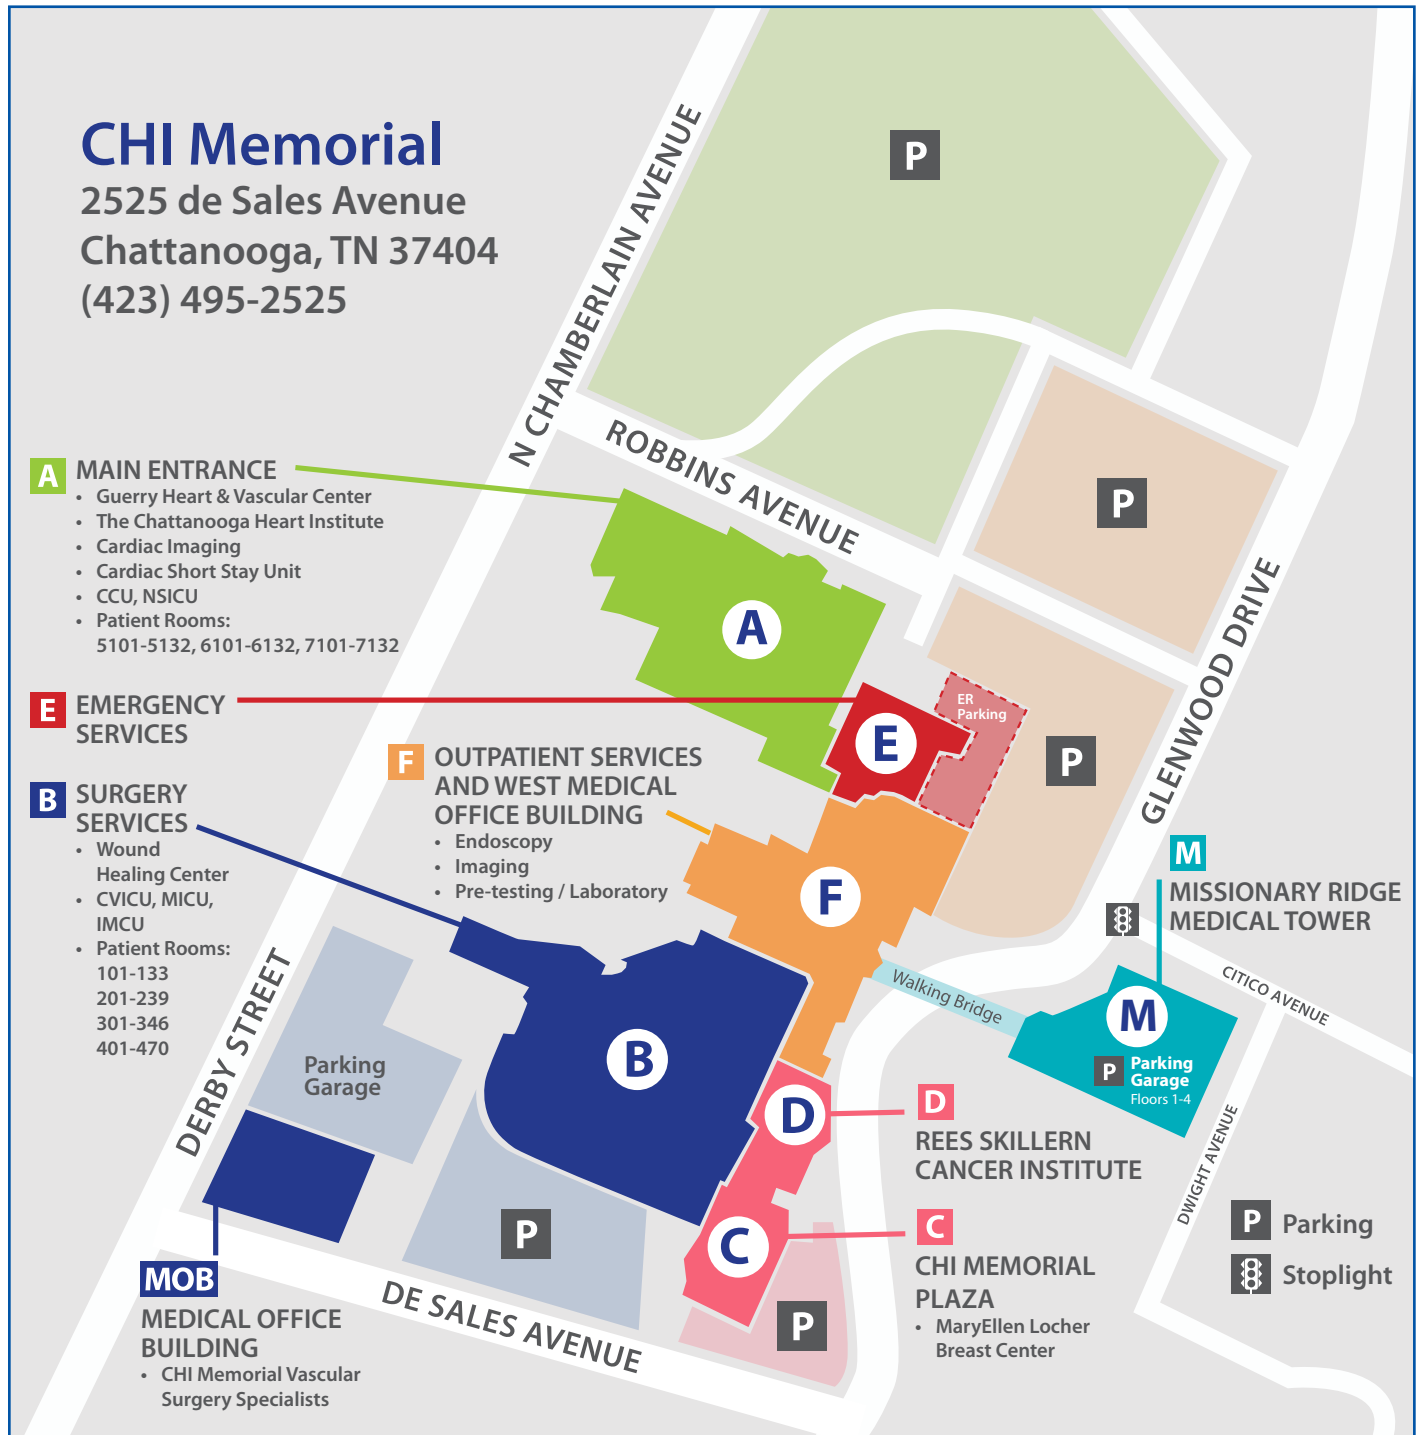 CHI Memorial
2525 de Sales Avenue
Chattanooga, TN 37404
(423) 495-2525
P
N CHAMBERLAIN AVENUE
ROBBINS AVENUE
P
A MAIN ENTRANCE
• Guerry Heart & Vascular Center
• The Chattanooga Heart Institute
• Cardiac Imaging
• Cardiac Short Stay Unit
• CCU, NSICU
• Patient Rooms:
5101-5132, 6101-6132, 7101-7132
A
GLENWOOD DRIVE
E EMERGENCY
SERVICES
ER
Parking
E
P
F OUTPATIENT SERVICES
AND WEST MEDICAL
OFFICE BUILDING
• Endoscopy
• Imaging
• Pre-testing / Laboratory
F
B SURGERY
SERVICES
• Wound
Healing Center
• CVICU, MICU,
IMCU
• Patient Rooms:
101-133
201-239
301-346
401-470
M
MISSIONARY RIDGE
MEDICAL TOWER
CITICO AVENUE
Walking Bridge
M
P Parking
Garage
Floors 1-4
DERBY STREET
Parking
Garage
B
D
D
REES SKILLERN
CANCER INSTITUTE
DWIGHT AVENUE
P
C
C
CHI MEMORIAL
PLAZA
• MaryEllen Locher
Breast Center
P Parking
Stoplight
MOB
MEDICAL OFFICE
BUILDING
• CHI Memorial Vascular
Surgery Specialists
DE SALES AVENUE
P